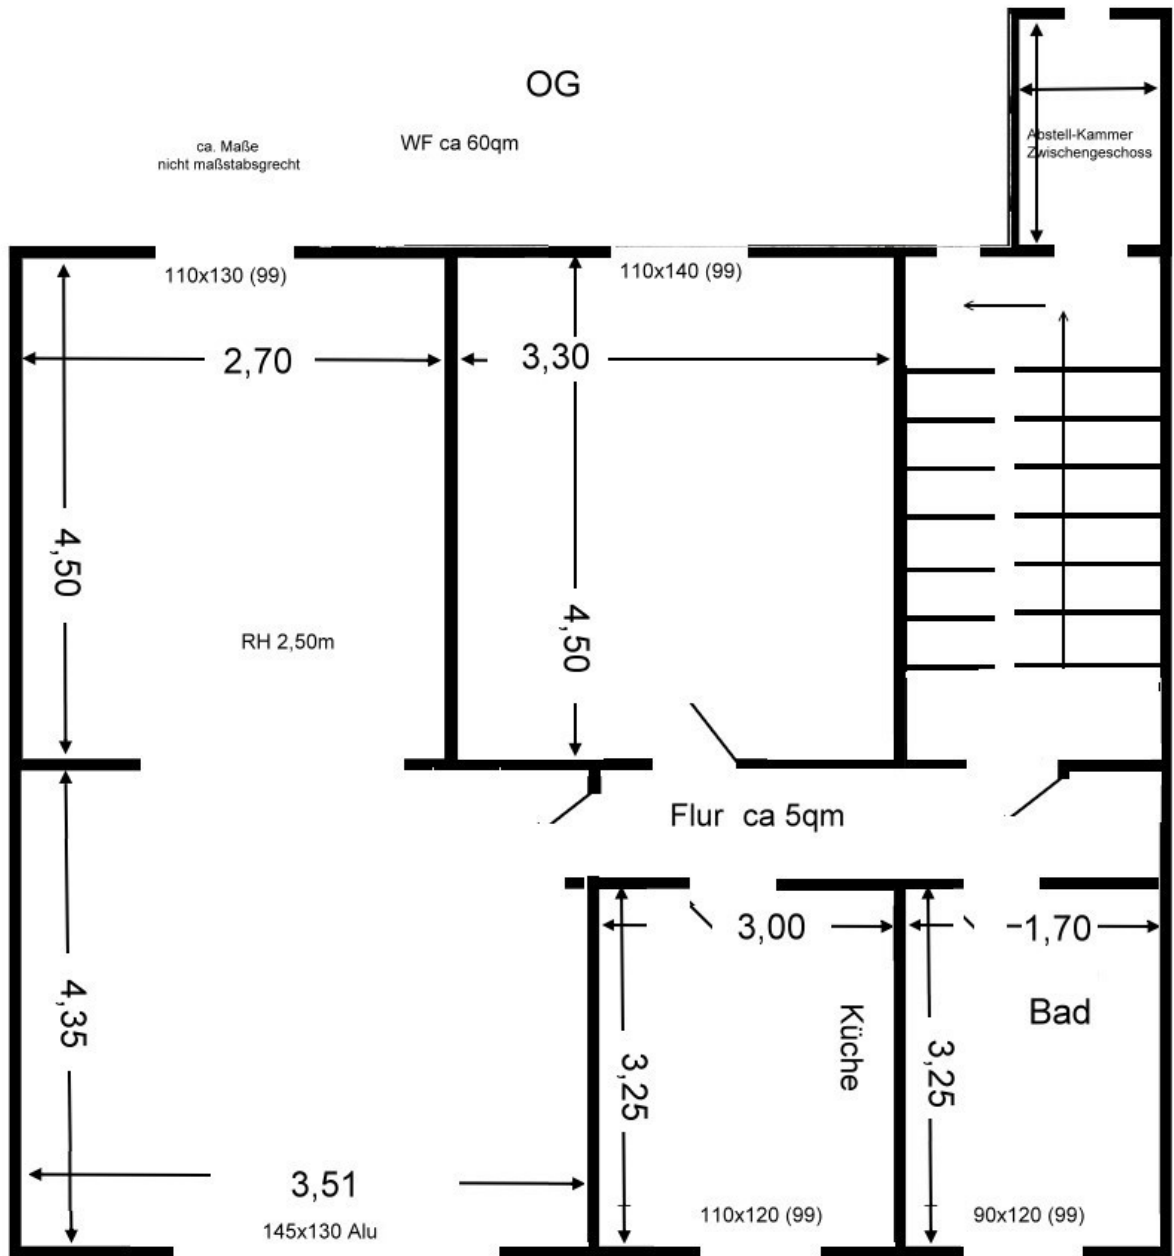 OG
WF ca 60qm
ca. Maße
nicht maßstabsgrecht
Abstell-Kammer
Zwischengeschoss
110x130 (99)
110x140 (99)
2,70
3,30
4,50
4,50
RH 2,50m
Flur ca 5qm
3,00
1,70
4,35
Küche
Bad
3,25
3,25
3,51
145x130 Alu
110x120 (99)
90x120 (99)